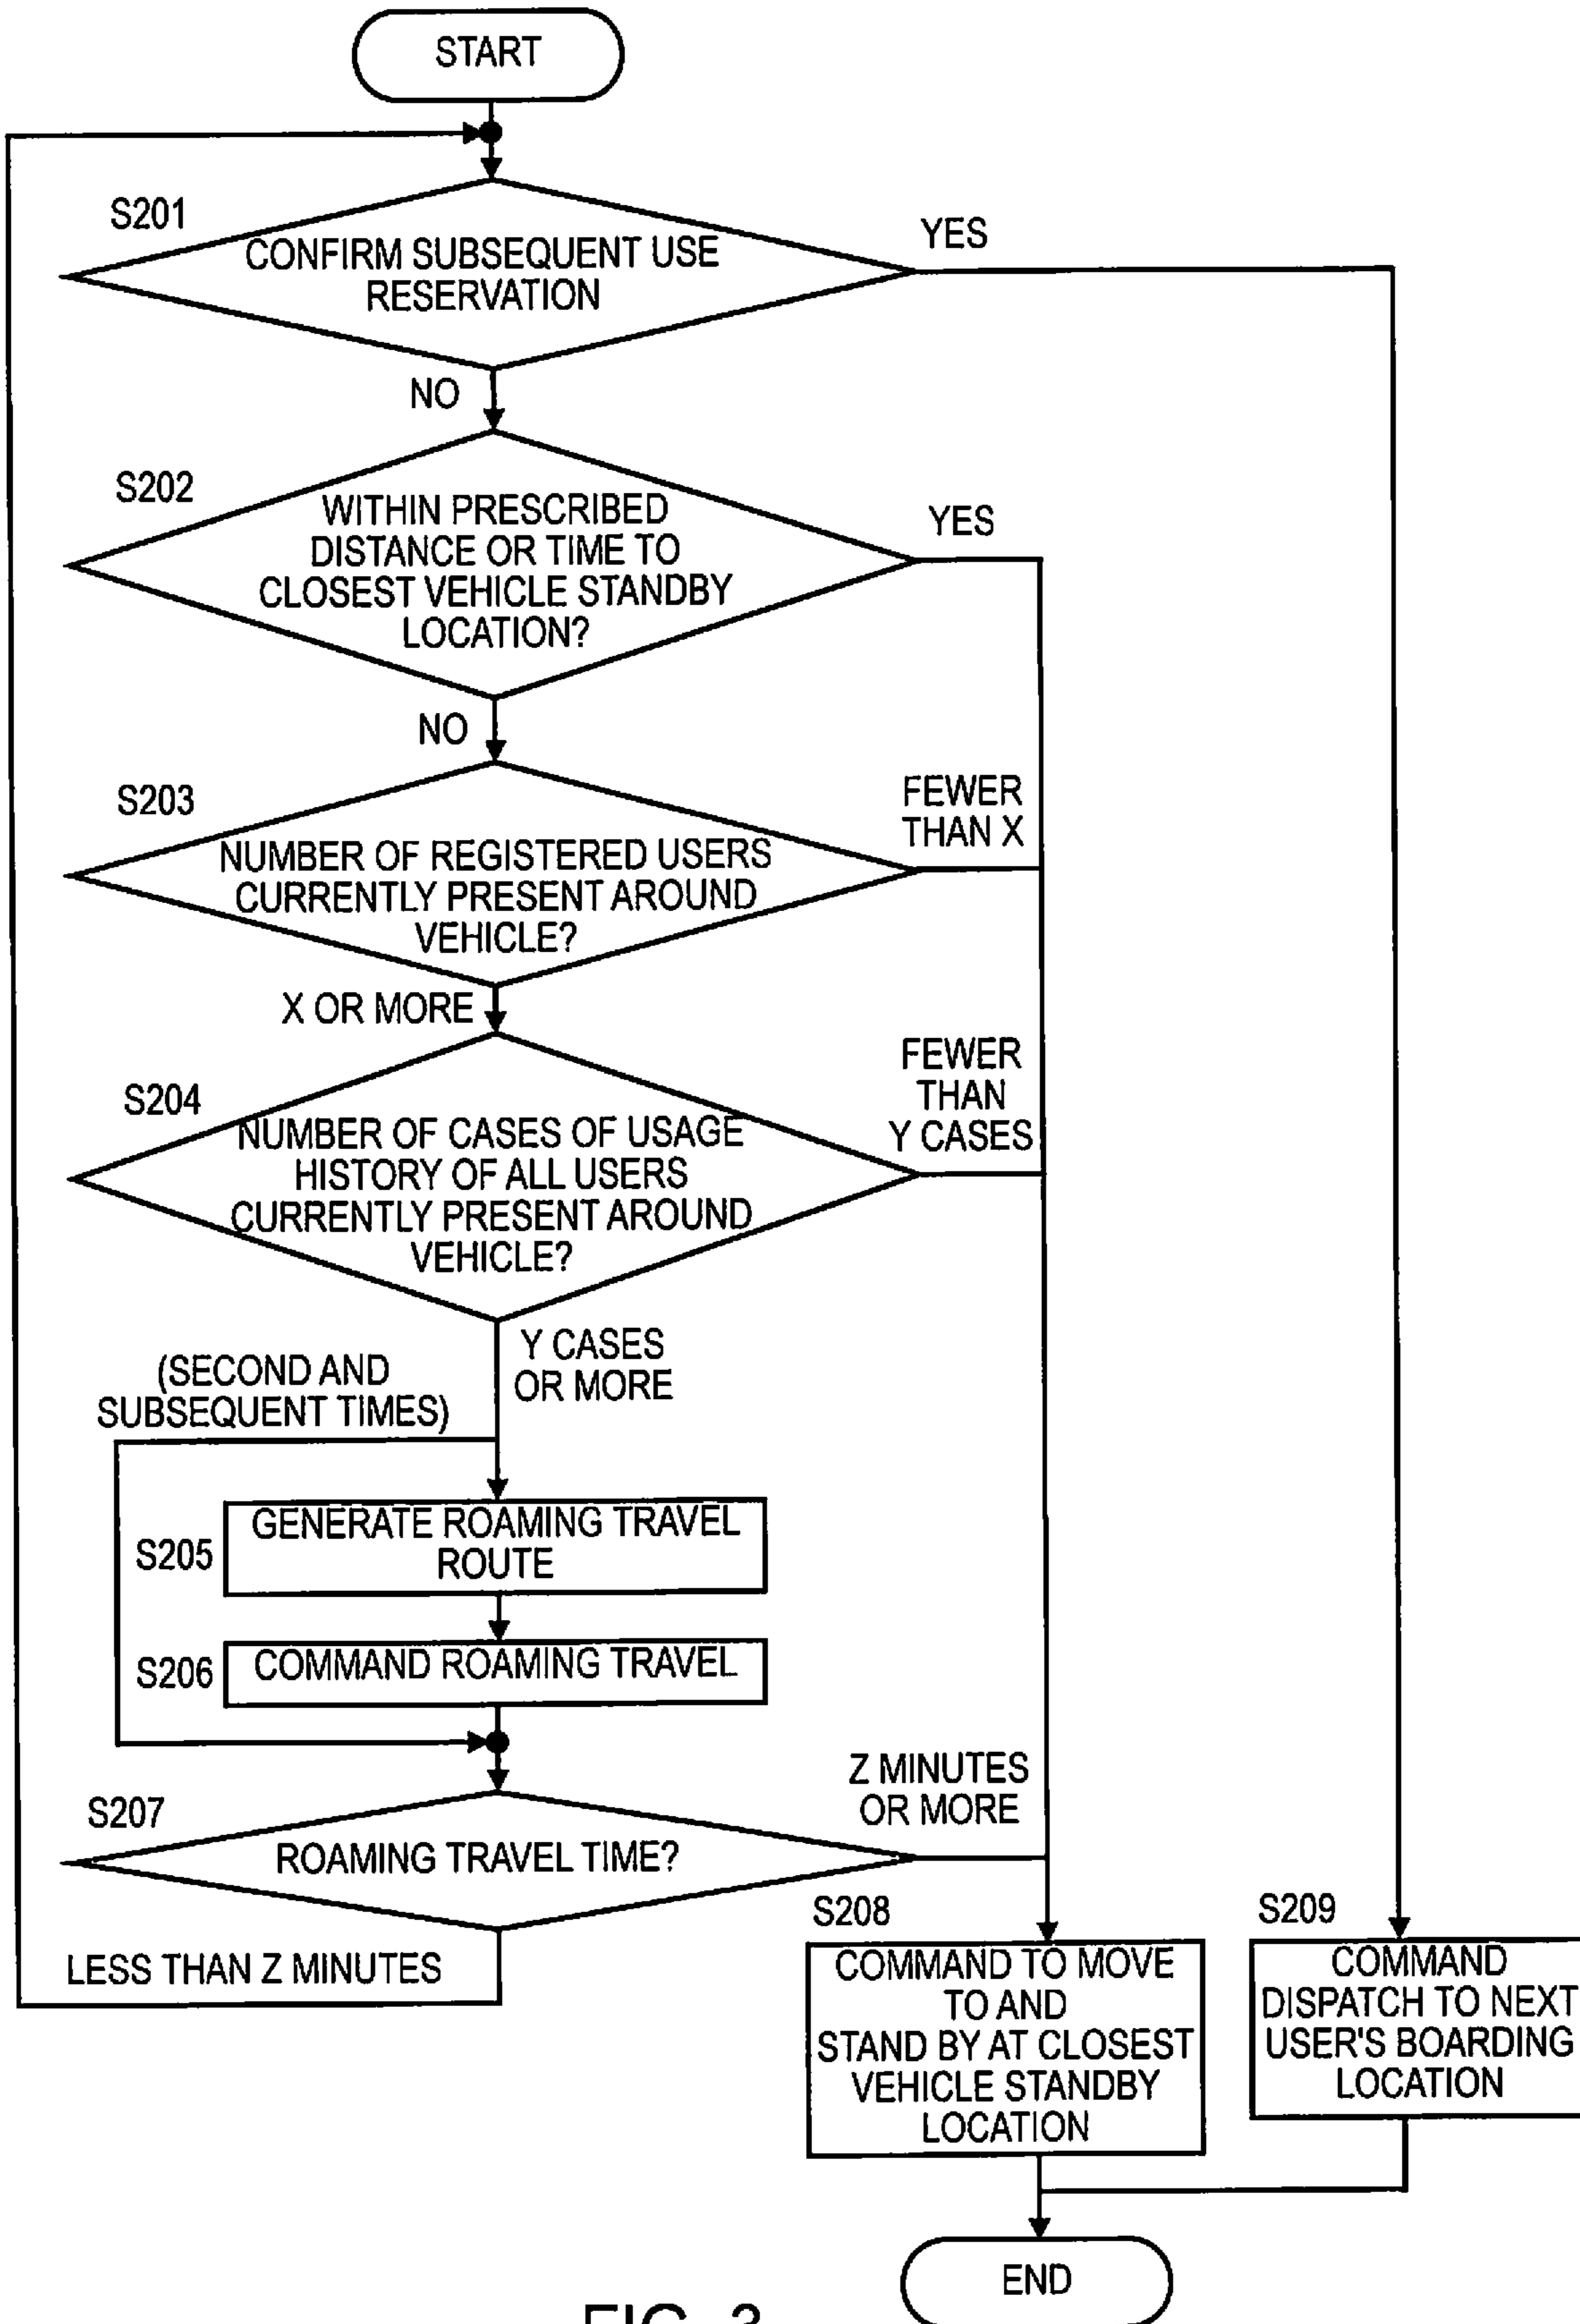 START
S201
CONFIRM SUBSEQUENT USE
RESERVATION
YES
NO
S202
WITHIN PRESCRIBED
DISTANCE OR TIME TO
CLOSEST VEHICLE STANDBY
LOCATION?
YES
NO
S203
NUMBER OF REGISTERED USERS
CURRENTLY PRESENT AROUND
VEHICLE?
FEWER
THAN X
X OR MORE
S204
NUMBER OF CASES OF USAGE
HISTORY OF ALL USERS
CURRENTLY PRESENT AROUND
VEHICLE?
FEWER
THAN
Y CASES
Y CASES
OR MORE
(SECOND AND
SUBSEQUENT TIMES)
S205
GENERATE ROAMING TRAVEL
ROUTE
S206
COMMAND ROAMING TRAVEL
S207
ROAMING TRAVEL TIME?
Z MINUTES
OR MORE
LESS THAN Z MINUTES
S208
COMMAND TO MOVE
TO AND
STAND BY AT CLOSEST
VEHICLE STANDBY
LOCATION
S209
COMMAND
DISPATCH TO NEXT
USER'S BOARDING
LOCATION
END
FIG. 3